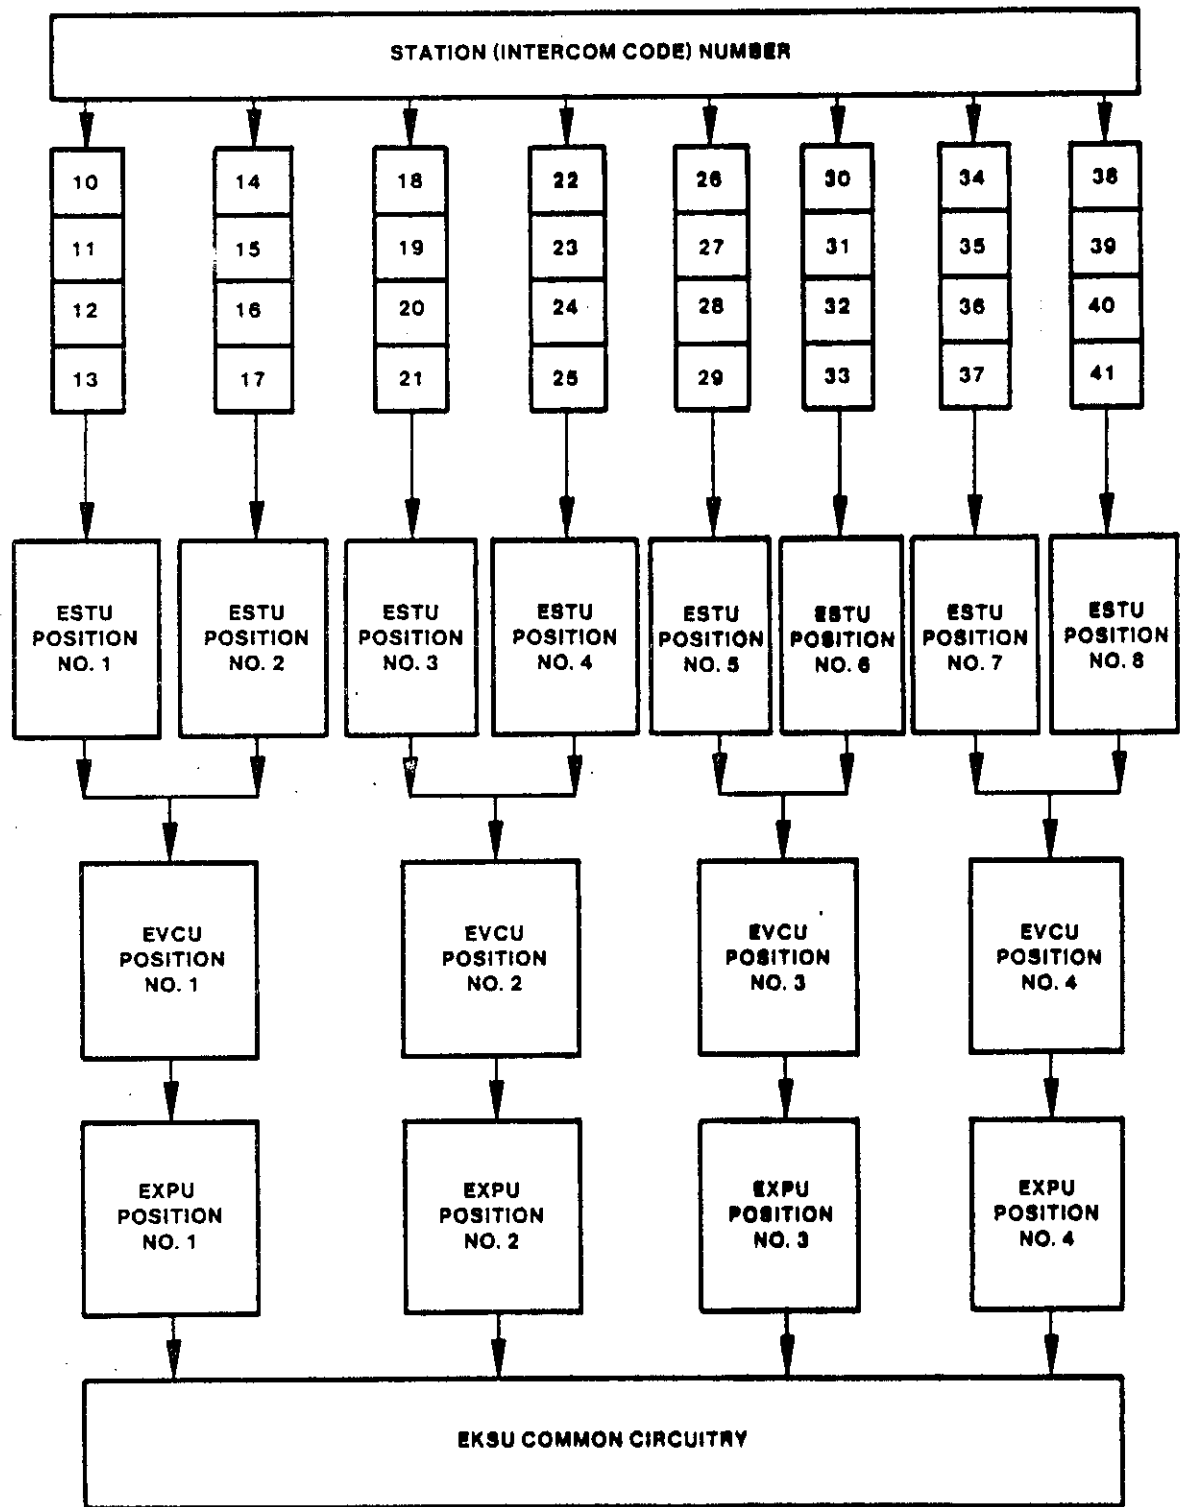 STATION (INTERCOM CODE) NUMBER
10 14 18 22 26 30 34 38
11 15 19 23 27 31 35 39
12 16 20 24 28 32 36 40
13 17 21 25 29 33 37 41
ESTU
POSITION
NO. 1
ESTU
POSITION
NO. 2
ESTU
POSITION
NO. 3
ESTU
POSITION
NO. 4
ESTU
POSITION
NO. 5
ESTU
POSITION
NO. 6
ESTU
POSITION
NO. 7
ESTU
POSITION
NO. 8
EVCU
POSITION
NO. 1
EVCU
POSITION
NO. 2
EVCU
POSITION
NO. 3
EVCU
POSITION
NO. 4
EXPU
POSITION
NO. 1
EXPU
POSITION
NO. 2
EXPU
POSITION
NO. 3
EXPU
POSITION
NO. 4
EKSU COMMON CIRCUITRY